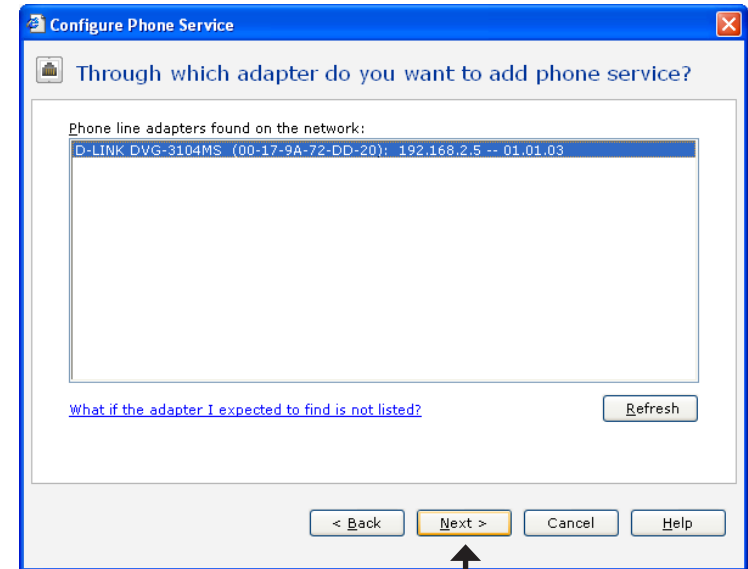 Configure Phone Service
Through which adapter do you want to add phone service?
Phone line adapters found on the network:
D-LINK DVG-3104MS (00-17-9A-72-DD-20): 192.168.2.5 -- 01.01.03
What if the adapter I expected to find is not listed?
Refresh
< Back Next > Cancel Help